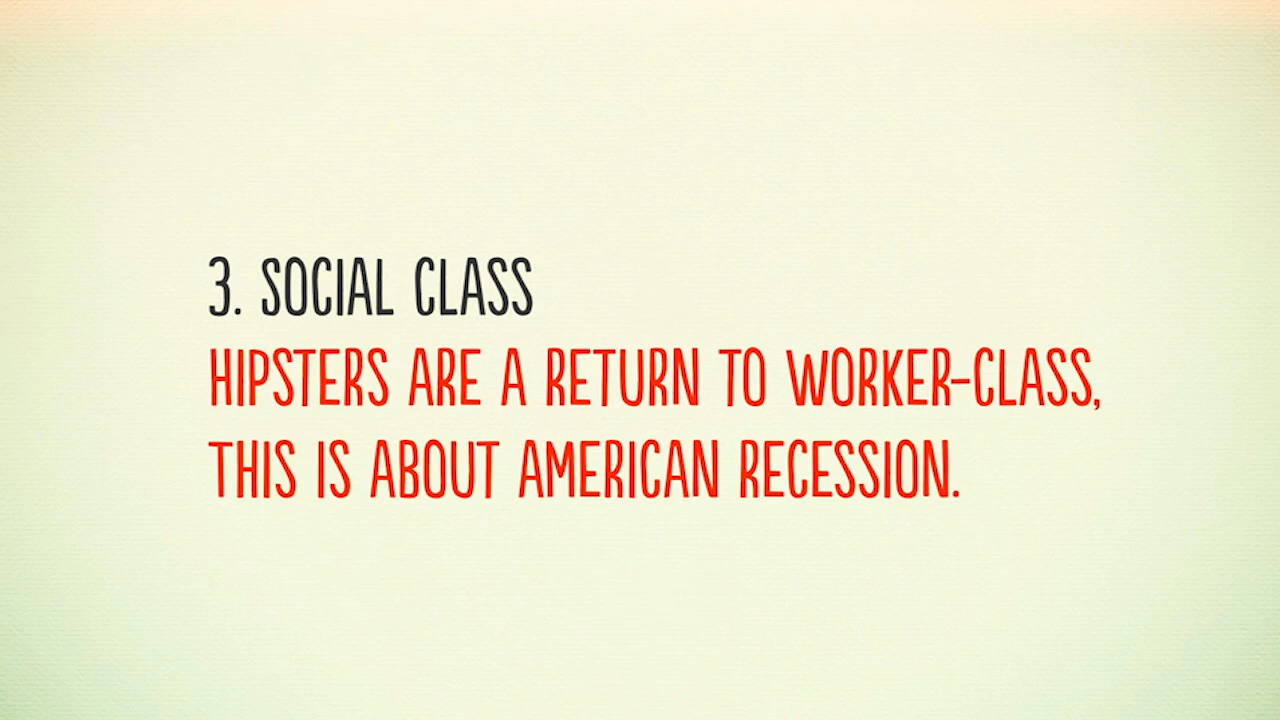 3. SOCIAL CLASS
HIPSTERS ARE A RETURN TO WORKER-CLASS,
THIS IS ABOUT AMERICAN RECESSION.